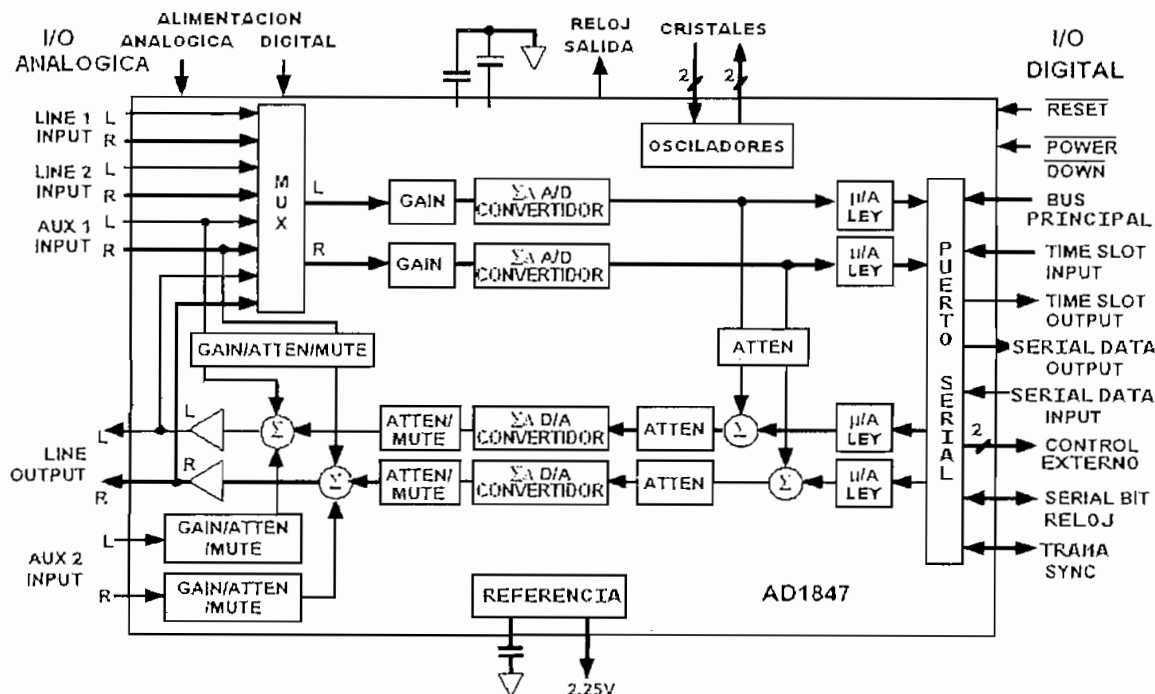 I/O
ANALOGICA
ALIMENTACION
ANALOGICA
DIGITAL
RELOJ
SALIDA
CRISTALES
2
2
I/O
DIGITAL
LINE 1
INPUT
L
R
LINE 2
INPUT
L
R
AUX 1
INPUT
L
R
MUX
L
R
GAIN
GAIN
ΣΔ A/D
CONVERTIDOR
ΣΔ A/D
CONVERTIDOR
OSCILADORES
μ/A
LEY
μ/A
LEY
PUERTO SERIAL
RESET
POWER
DOWN
BUS
PRINCIPAL
TIME SLOT
INPUT
TIME SLOT
OUTPUT
SERIAL DATA
OUTPUT
SERIAL DATA
INPUT
2
CONTROL
EXTERNO
SERIAL BIT
RELOJ
TRAMA
SYNC
GAIN/ATTEN/MUTE
ATTEN
LINE
OUTPUT
L
R
L
R
Σ
Σ
ATTEN/
MUTE
ΣΔ D/A
CONVERTIDOR
ATTEN
Σ
μ/A
LEY
ATTEN/
MUTE
ΣΔ D/A
CONVERTIDOR
ATTEN
Σ
μ/A
LEY
AUX 2
INPUT
L
R
GAIN/ATTEN
/MUTE
GAIN/ATTEN
/MUTE
REFERENCIA
2.25V
AD1847